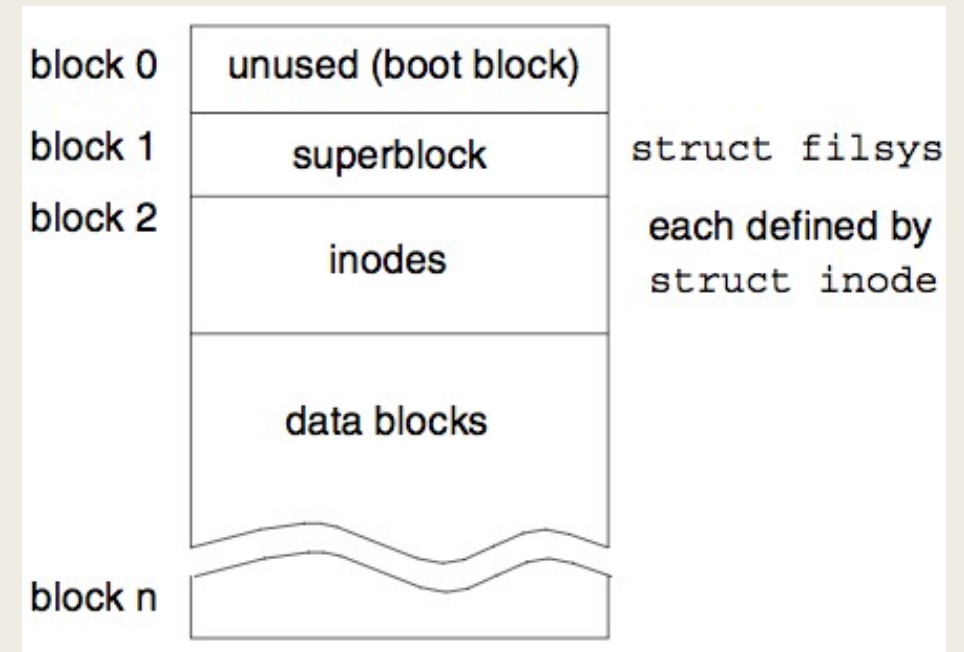 block 0
unused (boot block)
block 1
superblock
struct filsys
block 2
inodes
each defined by
struct inode
data blocks
block n